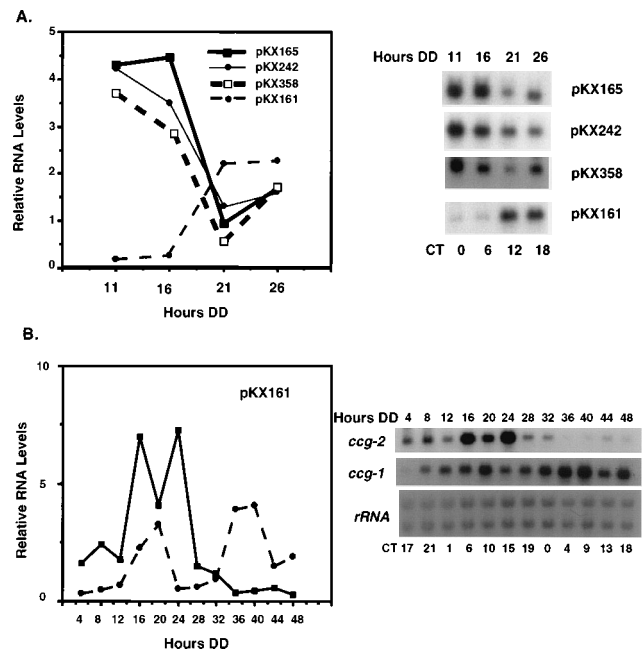 A.
Relative RNA Levels
5
4
3
2
1
0
pKX165
pKX242
pKX358
pKX161
11 16 21 26
Hours DD
Hours DD 11 16 21 26
pKX165
pKX242
pKX358
pKX161
CT 0 6 12 18
B.
Relative RNA Levels
10
5
0
pKX161
4 8 12 16 20 24 28 32 36 40 44 48
Hours DD
Hours DD 4 8 12 16 20 24 28 32 36 40 44 48
ccg-2
ccg-1
rRNA
CT 17 21 1 6 10 15 19 0 4 9 13 18